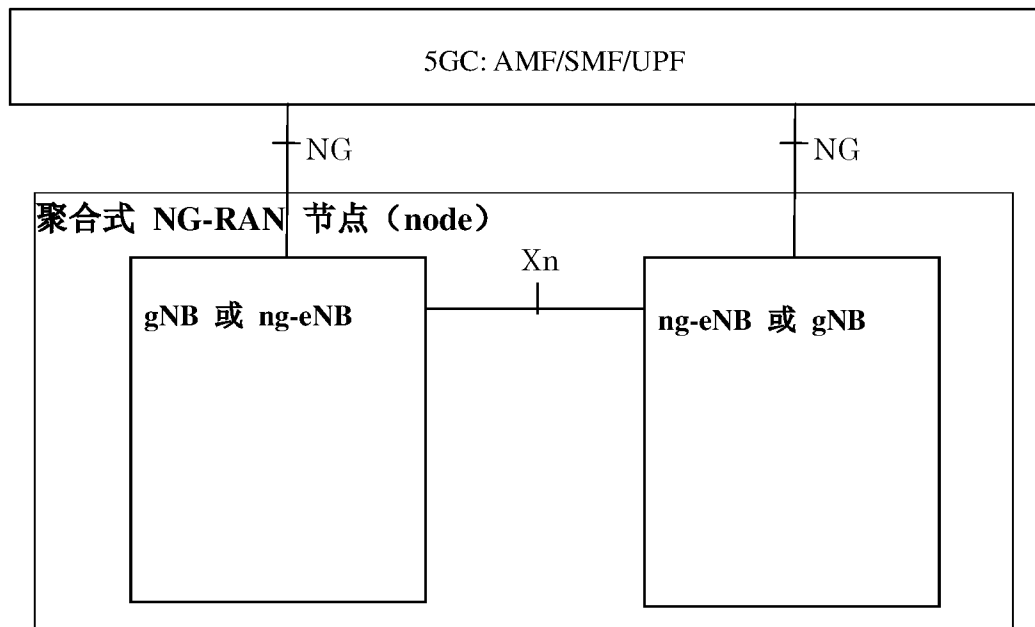 5GC: AMF/SMF/UPF
NG
NG
聚合式 NG-RAN 节点（node）
Xn
gNB 或 ng-eNB
ng-eNB 或 gNB